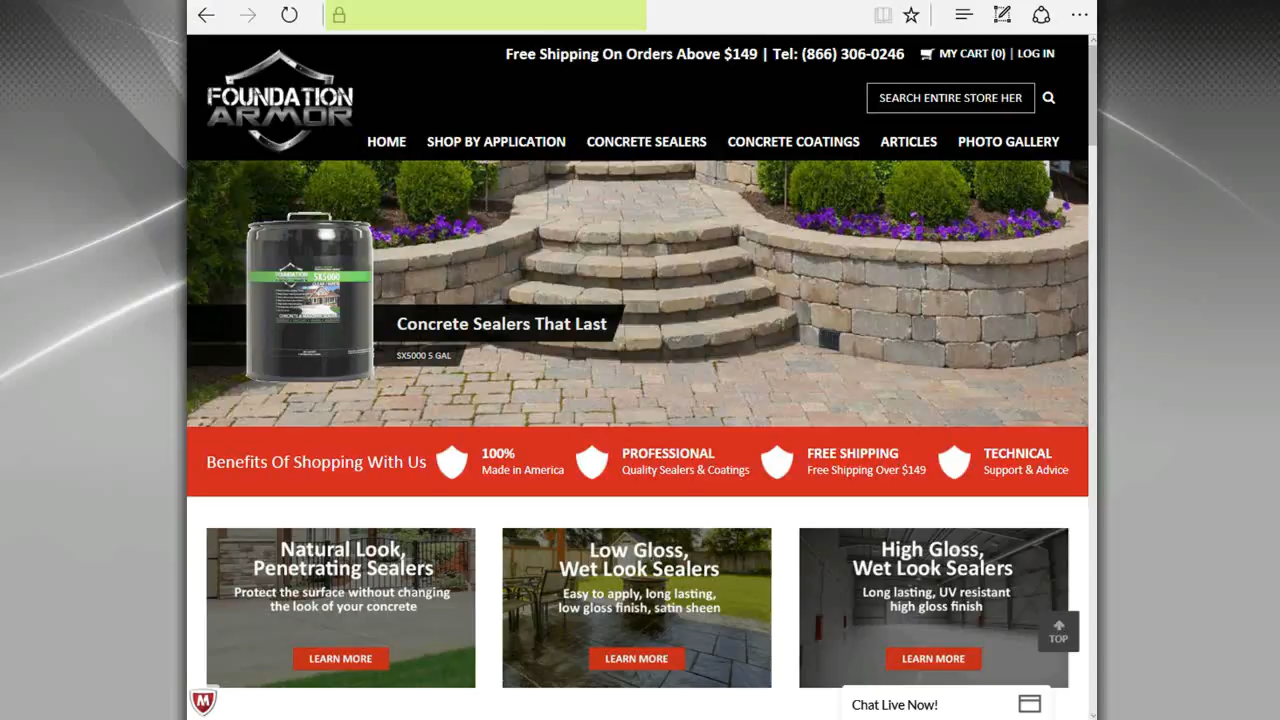 Free Shipping On Orders Above $149 | Tel: (866) 306-0246
MY CART (0) | LOG IN
FOUNDATION
ARMOR
SEARCH ENTIRE STORE HER
HOME
SHOP BY APPLICATION
CONCRETE SEALERS
CONCRETE COATINGS
ARTICLES
PHOTO GALLERY
FOUNDATION
SX5000
Concrete Sealers That Last
SX5000 5 GAL
Benefits Of Shopping With Us
100%
Made in America
PROFESSIONAL
Quality Sealers & Coatings
FREE SHIPPING
Free Shipping Over $149
TECHNICAL
Support & Advice
Natural Look,
Penetrating Sealers
Protect the surface without changing
the look of your concrete
LEARN MORE
Low Gloss,
Wet Look Sealers
Easy to apply, long lasting,
low gloss finish, satin sheen
LEARN MORE
High Gloss,
Wet Look Sealers
Long lasting, UV resistant
high gloss finish
LEARN MORE
TOP
M
Chat Live Now!